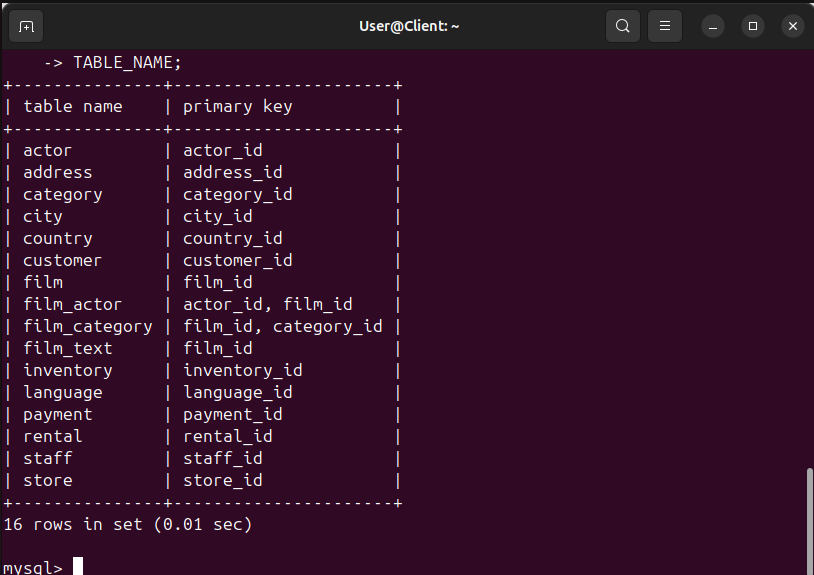 User@Client: ~
    -> TABLE_NAME;
+---------------+----------------------+
| table name    | primary key          |
+---------------+----------------------+
| actor         | actor_id             |
| address       | address_id           |
| category      | category_id          |
| city          | city_id              |
| country       | country_id           |
| customer      | customer_id          |
| film          | film_id              |
| film_actor    | actor_id, film_id    |
| film_category | film_id, category_id |
| film_text     | film_id              |
| inventory     | inventory_id         |
| language      | language_id          |
| payment       | payment_id           |
| rental        | rental_id            |
| staff         | staff_id             |
| store         | store_id             |
+---------------+----------------------+
16 rows in set (0.01 sec)
mysql>